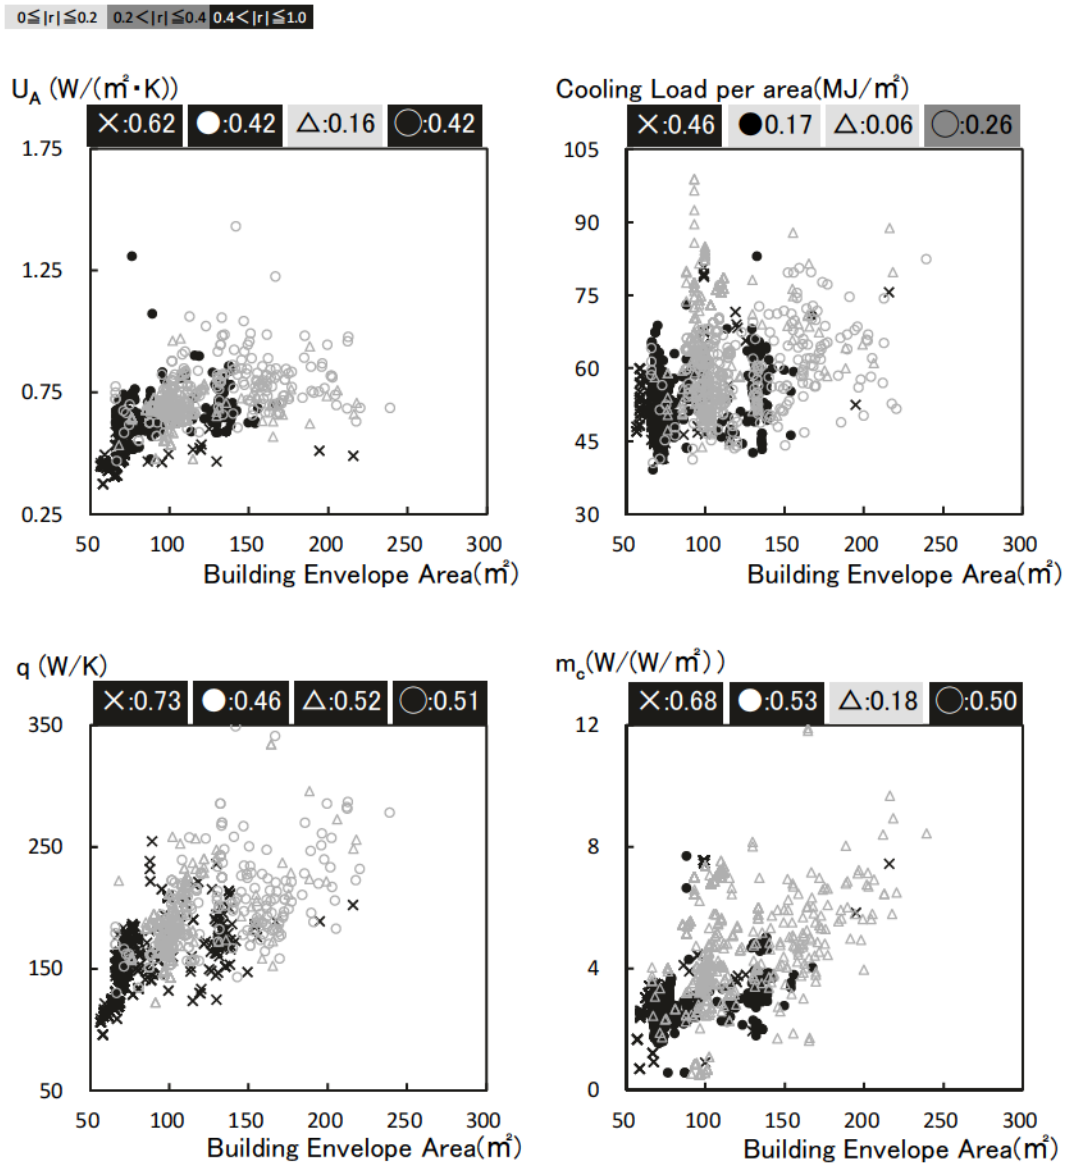 0≦|r|≦0.2 0.2<|r|≦0.4 0.4<|r|≦1.0
U_A (W/(㎡・K))
×:0.62 ●:0.42 △:0.16 ○:0.42
1.75
1.25
0.75
0.25
50 100 150 200 250 300
Building Envelope Area(㎡)
Cooling Load per area(MJ/㎡)
×:0.46 ●0.17 △:0.06 ○:0.26
105
90
75
60
45
30
50 100 150 200 250 300
Building Envelope Area(㎡)
q (W/K)
×:0.73 ●:0.46 △:0.52 ○:0.51
350
250
150
50
50 100 150 200 250 300
Building Envelope Area(㎡)
m_c(W/(W/㎡))
×:0.68 ●:0.53 △:0.18 ○:0.50
12
8
4
0
50 100 150 200 250 300
Building Envelope Area(㎡)